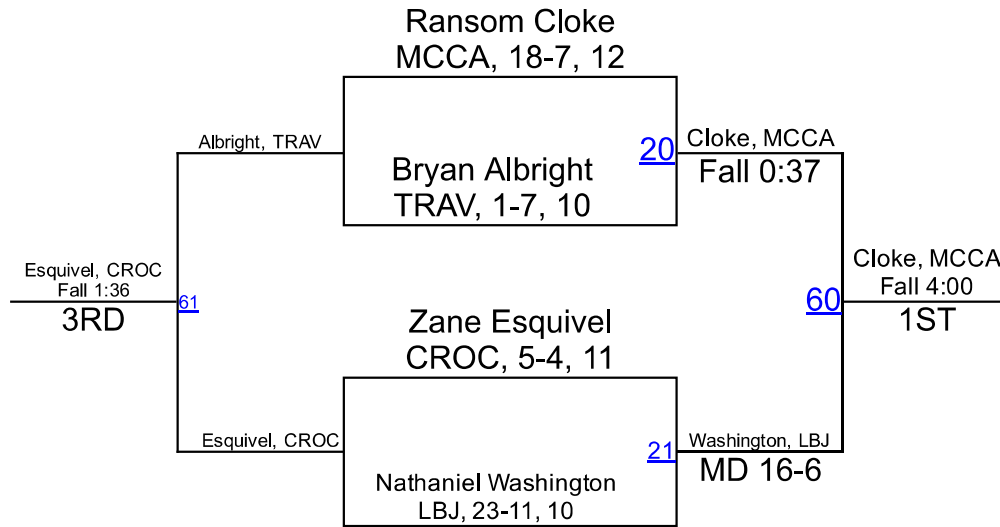 Ransom Cloke
MCCA, 18-7, 12
Albright, TRAV
20
Cloke, MCCA
Fall 0:37
Bryan Albright
TRAV, 1-7, 10
Esquivel, CROC
Fall 1:36
3RD
61
60
Cloke, MCCA
Fall 4:00
1ST
Zane Esquivel
CROC, 5-4, 11
Esquivel, CROC
21
Washington, LBJ
MD 16-6
Nathaniel Washington
LBJ, 23-11, 10